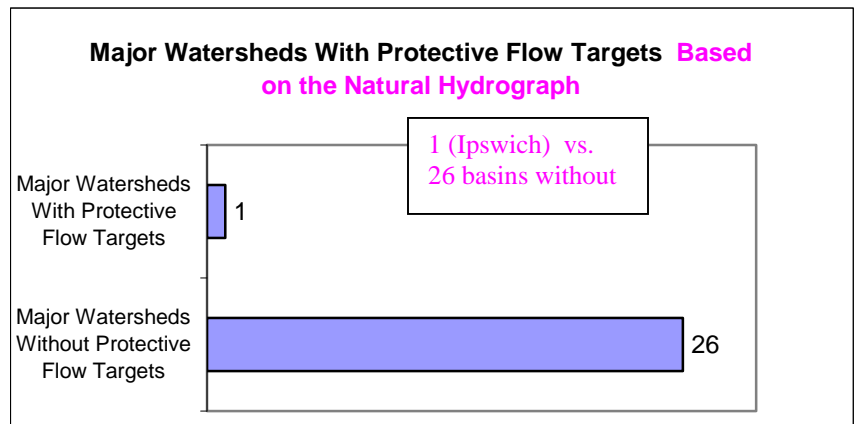 Major Watersheds With Protective Flow Targets Based
on the Natural Hydrograph
1 (Ipswich) vs.
26 basins without
Major Watersheds
With Protective
Flow Targets
1
Major Watersheds
Without Protective
Flow Targets
26